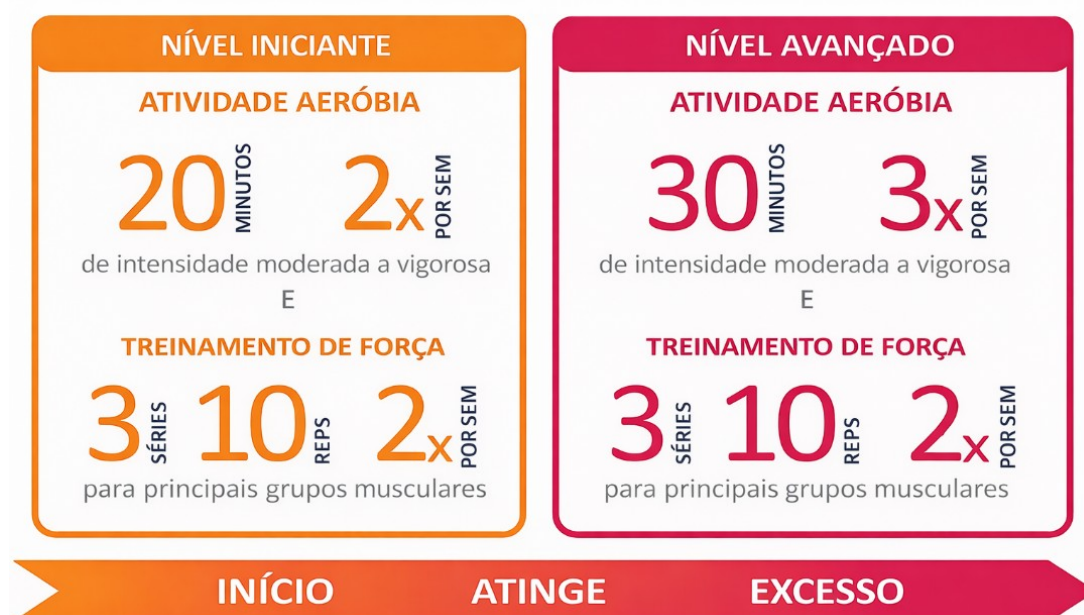 NÍVEL INICIANTE
ATIVIDADE AERÓBIA
20 MINUTOS 2x POR SEM
de intensidade moderada a vigorosa
E
TREINAMENTO DE FORÇA
3 SÉRIES 10 REPS 2x POR SEM
para principais grupos musculares
NÍVEL AVANÇADO
ATIVIDADE AERÓBIA
30 MINUTOS 3x POR SEM
de intensidade moderada a vigorosa
E
TREINAMENTO DE FORÇA
3 SÉRIES 10 REPS 2x POR SEM
para principais grupos musculares
INÍCIO ATINGE EXCESSO